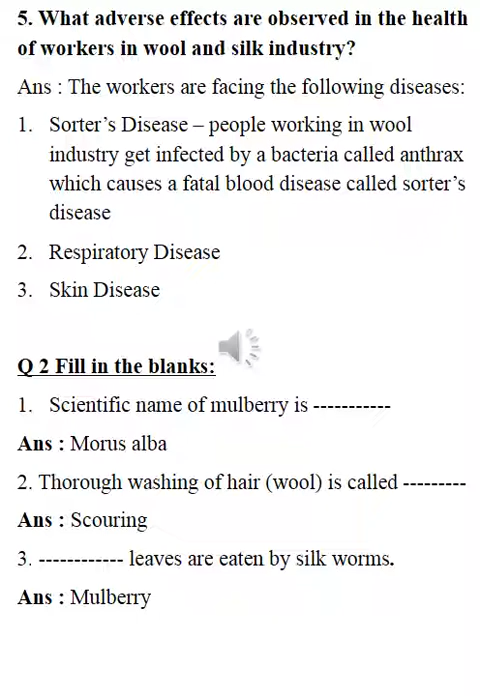 5. What adverse effects are observed in the health
of workers in wool and silk industry?
Ans : The workers are facing the following diseases:
1. Sorter’s Disease – people working in wool
industry get infected by a bacteria called anthrax
which causes a fatal blood disease called sorter’s
disease
2. Respiratory Disease
3. Skin Disease
Q 2 Fill in the blanks:
1. Scientific name of mulberry is -----------
Ans : Morus alba
2. Thorough washing of hair (wool) is called ---------
Ans : Scouring
3. ------------ leaves are eaten by silk worms.
Ans : Mulberry